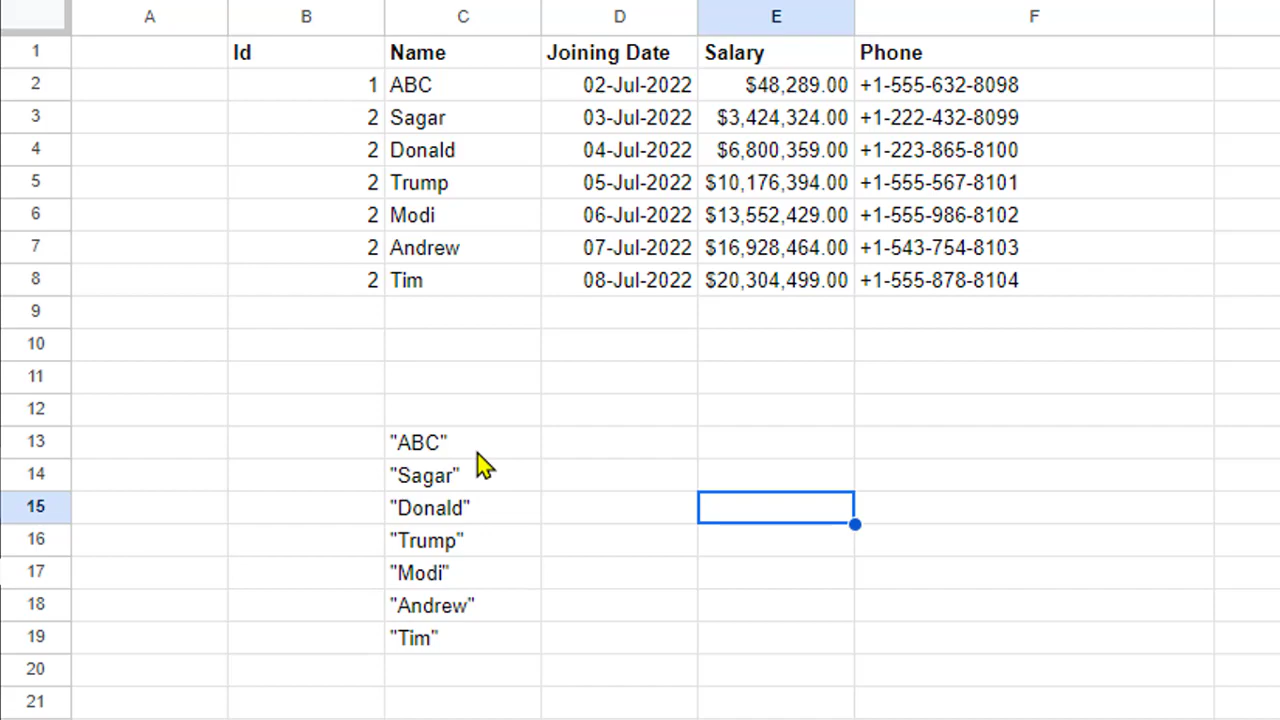 A B C D E F
1 Id Name Joining Date Salary Phone
2 1 ABC 02-Jul-2022 $48,289.00 +1-555-632-8098
3 2 Sagar 03-Jul-2022 $3,424,324.00 +1-222-432-8099
4 2 Donald 04-Jul-2022 $6,800,359.00 +1-223-865-8100
5 2 Trump 05-Jul-2022 $10,176,394.00 +1-555-567-8101
6 2 Modi 06-Jul-2022 $13,552,429.00 +1-555-986-8102
7 2 Andrew 07-Jul-2022 $16,928,464.00 +1-543-754-8103
8 2 Tim 08-Jul-2022 $20,304,499.00 +1-555-878-8104
9
10
11
12
13 "ABC"
14 "Sagar"
15 "Donald"
16 "Trump"
17 "Modi"
18 "Andrew"
19 "Tim"
20
21